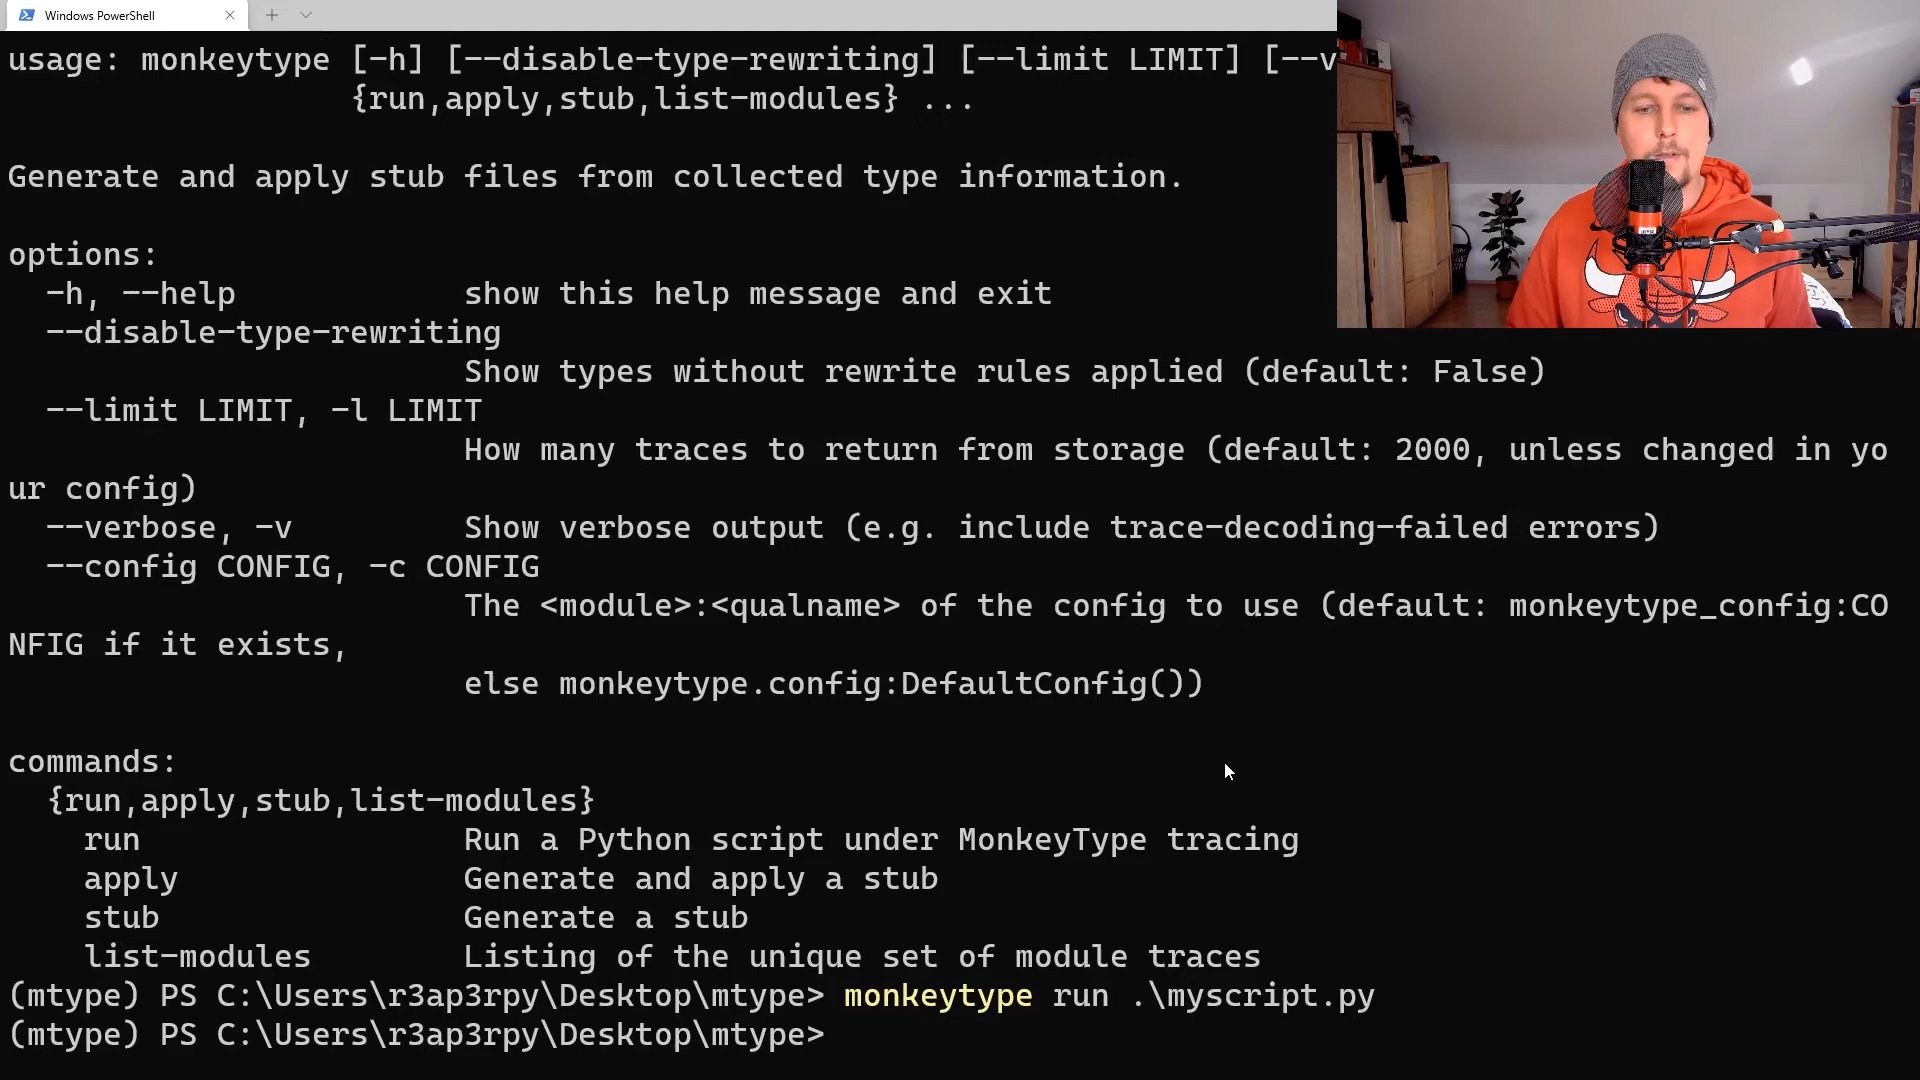 Windows PowerShell
usage: monkeytype [-h] [--disable-type-rewriting] [--limit LIMIT] [--v
{run,apply,stub,list-modules} ...
Generate and apply stub files from collected type information.
options:
-h, --help show this help message and exit
--disable-type-rewriting
Show types without rewrite rules applied (default: False)
--limit LIMIT, -l LIMIT
How many traces to return from storage (default: 2000, unless changed in yo
ur config)
--verbose, -v Show verbose output (e.g. include trace-decoding-failed errors)
--config CONFIG, -c CONFIG
The <module>:<qualname> of the config to use (default: monkeytype_config:CO
NFIG if it exists,
else monkeytype.config:DefaultConfig())
commands:
{run,apply,stub,list-modules}
run Run a Python script under MonkeyType tracing
apply Generate and apply a stub
stub Generate a stub
list-modules Listing of the unique set of module traces
(mtype) PS C:\Users\r3ap3rpy\Desktop\mtype> monkeytype run .\myscript.py
(mtype) PS C:\Users\r3ap3rpy\Desktop\mtype>